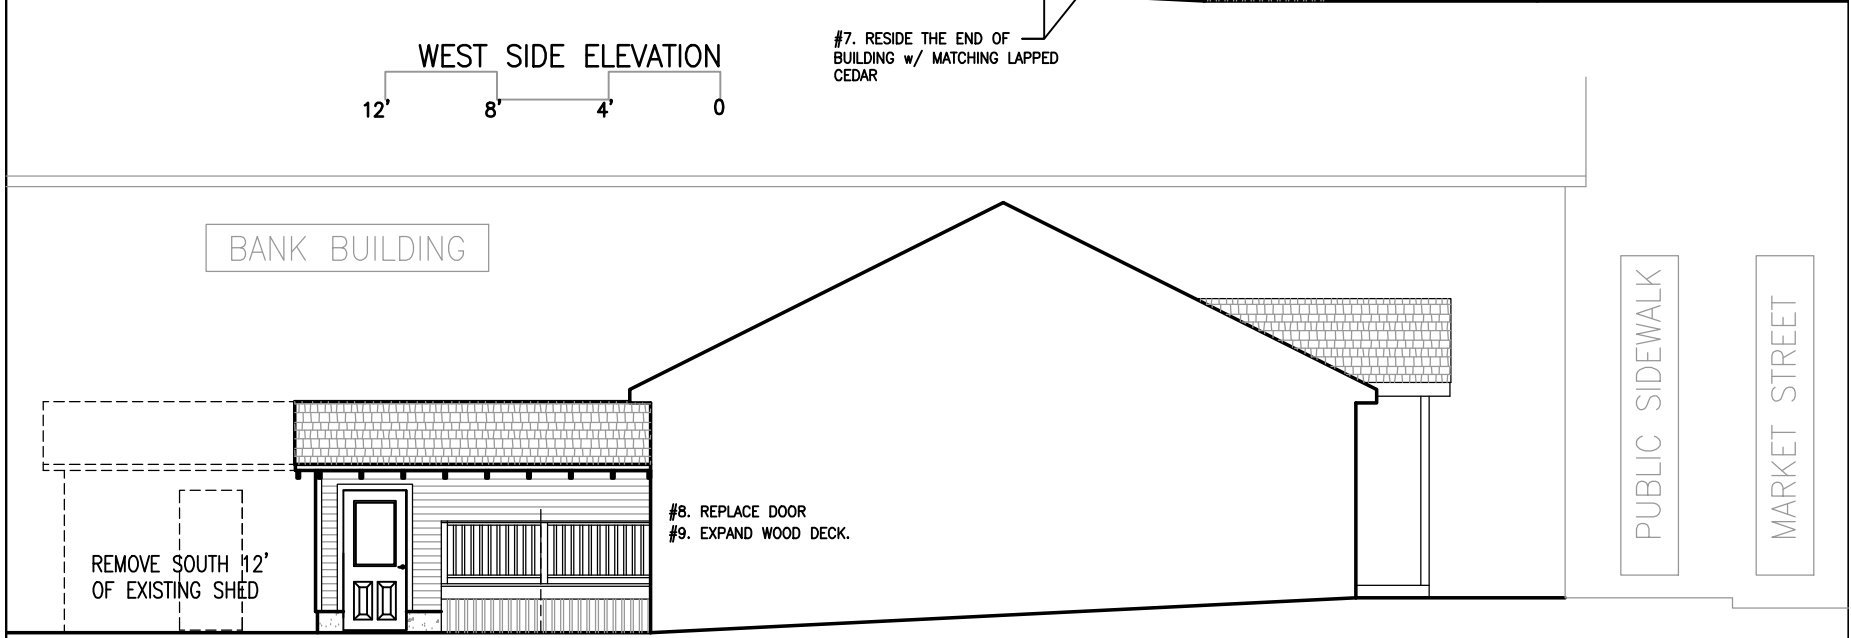 WEST SIDE ELEVATION
12' 8' 4' 0
#7. RESIDE THE END OF
BUILDING w/ MATCHING LAPPED
CEDAR
BANK BUILDING
PUBLIC SIDEWALK
MARKET STREET
#8. REPLACE DOOR
#9. EXPAND WOOD DECK.
REMOVE SOUTH 12'
OF EXISTING SHED